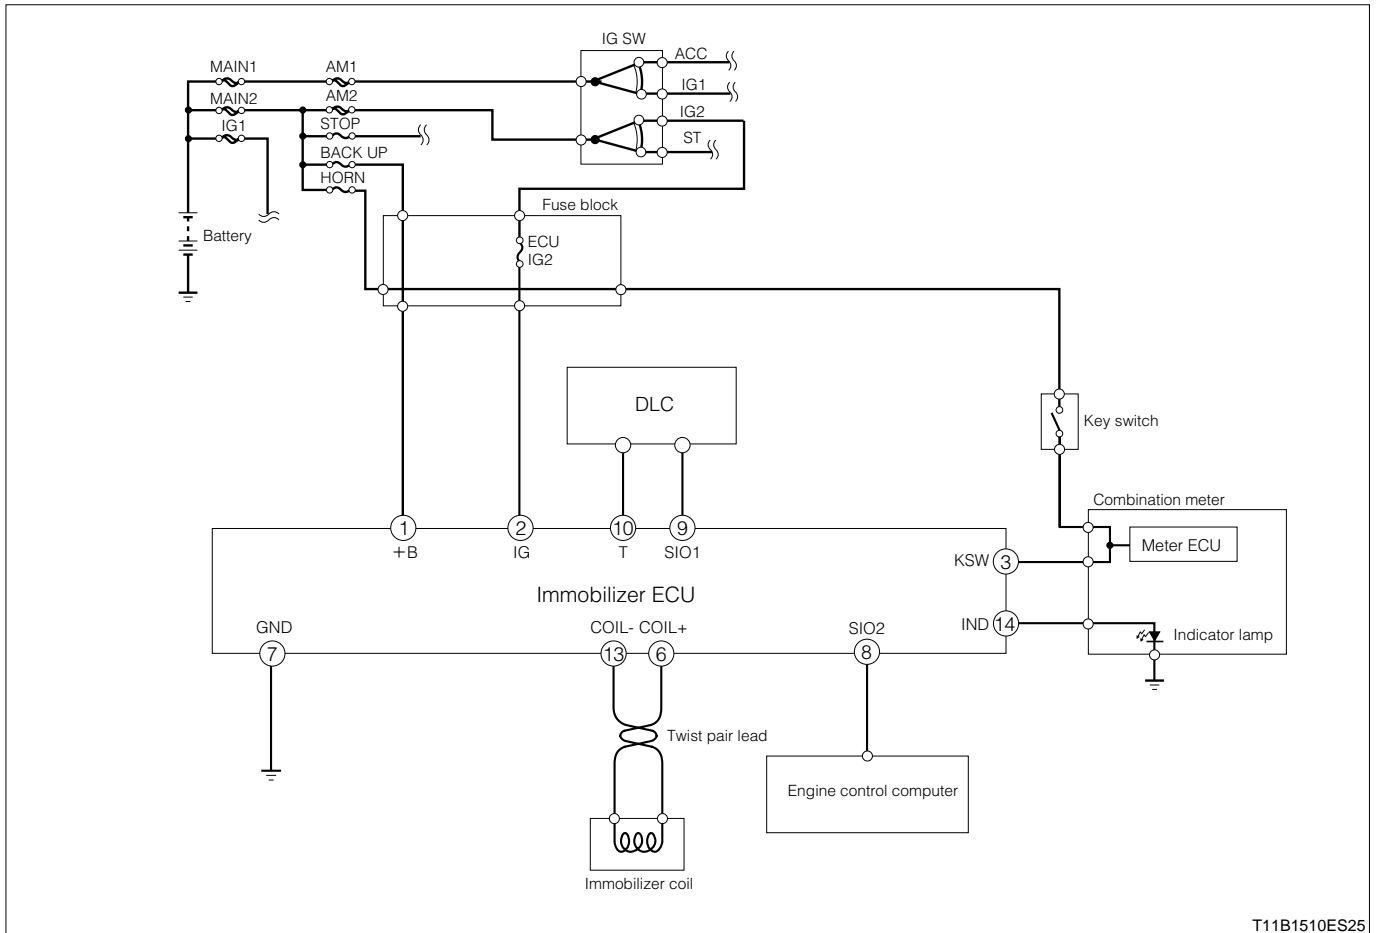 IG SW
MAIN1
AM1
ACC
MAIN2
AM2
IG1
IG1
STOP
IG2
ST
BACK UP
HORN
Fuse block
Battery
ECU
IG2
DLC
Key switch
Combination meter
1
2
10
9
+B
IG
T
SIO1
KSW
3
Meter ECU
Immobilizer ECU
GND
COIL-
COIL+
SIO2
IND
14
Indicator lamp
7
13
6
8
Twist pair lead
Engine control computer
Immobilizer coil
T11B1510ES25